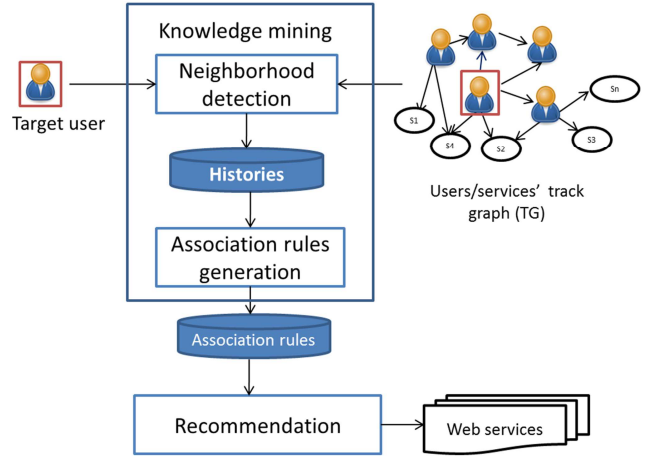 Knowledge mining
Neighborhood
detection
Target user
Histories
Association rules
generation
Association rules
Recommendation
Web services
S1
S4
S2
S3
Sn
Users/services' track
graph (TG)